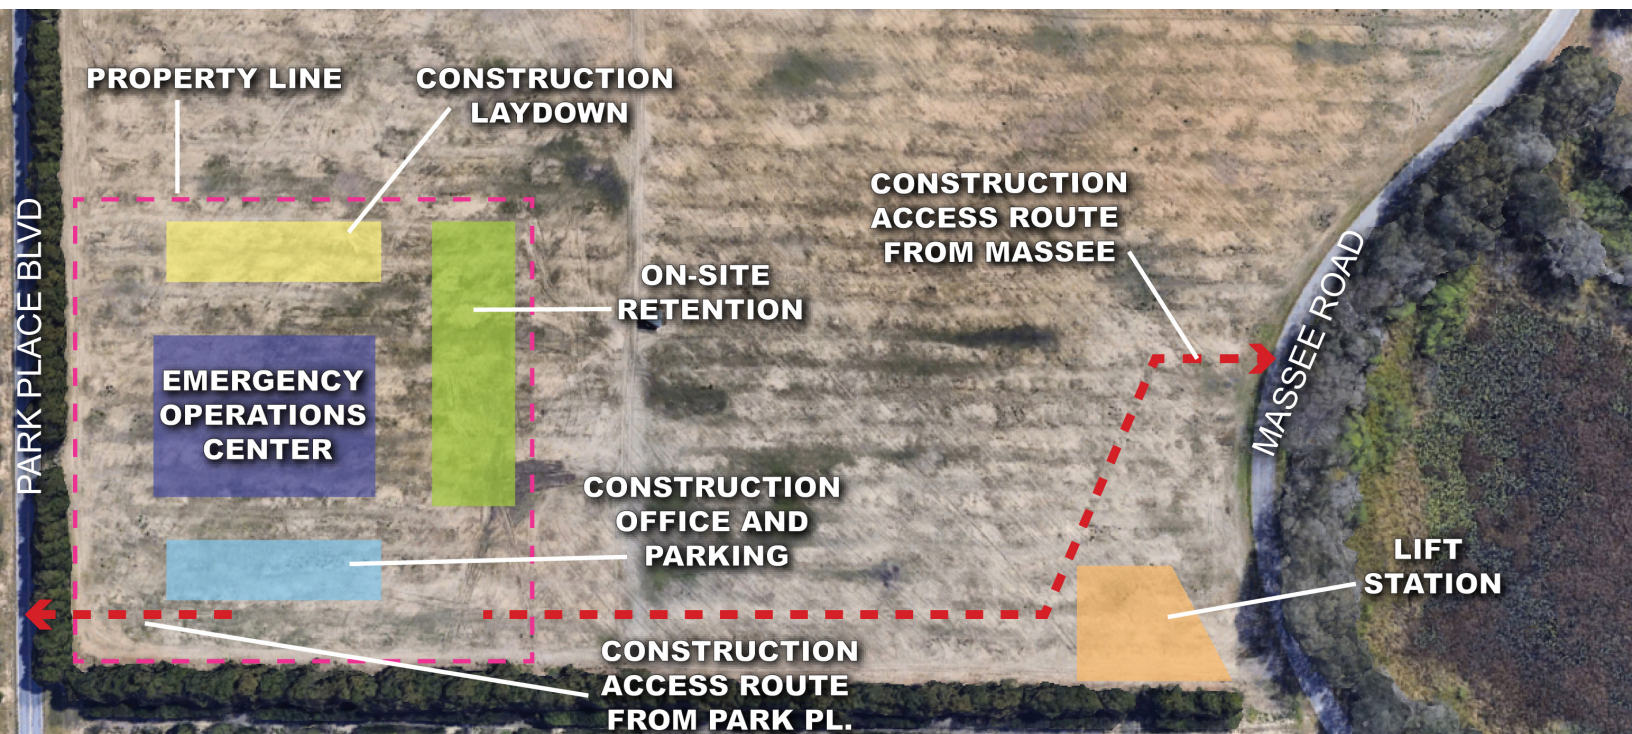 PROPERTY LINE
CONSTRUCTION
LAYDOWN
CONSTRUCTION
ACCESS ROUTE
FROM MASSEE
PARK PLACE BLVD
ON-SITE
RETENTION
MASSEE ROAD
EMERGENCY
OPERATIONS
CENTER
CONSTRUCTION
OFFICE AND
PARKING
LIFT
STATION
CONSTRUCTION
ACCESS ROUTE
FROM PARK PL.